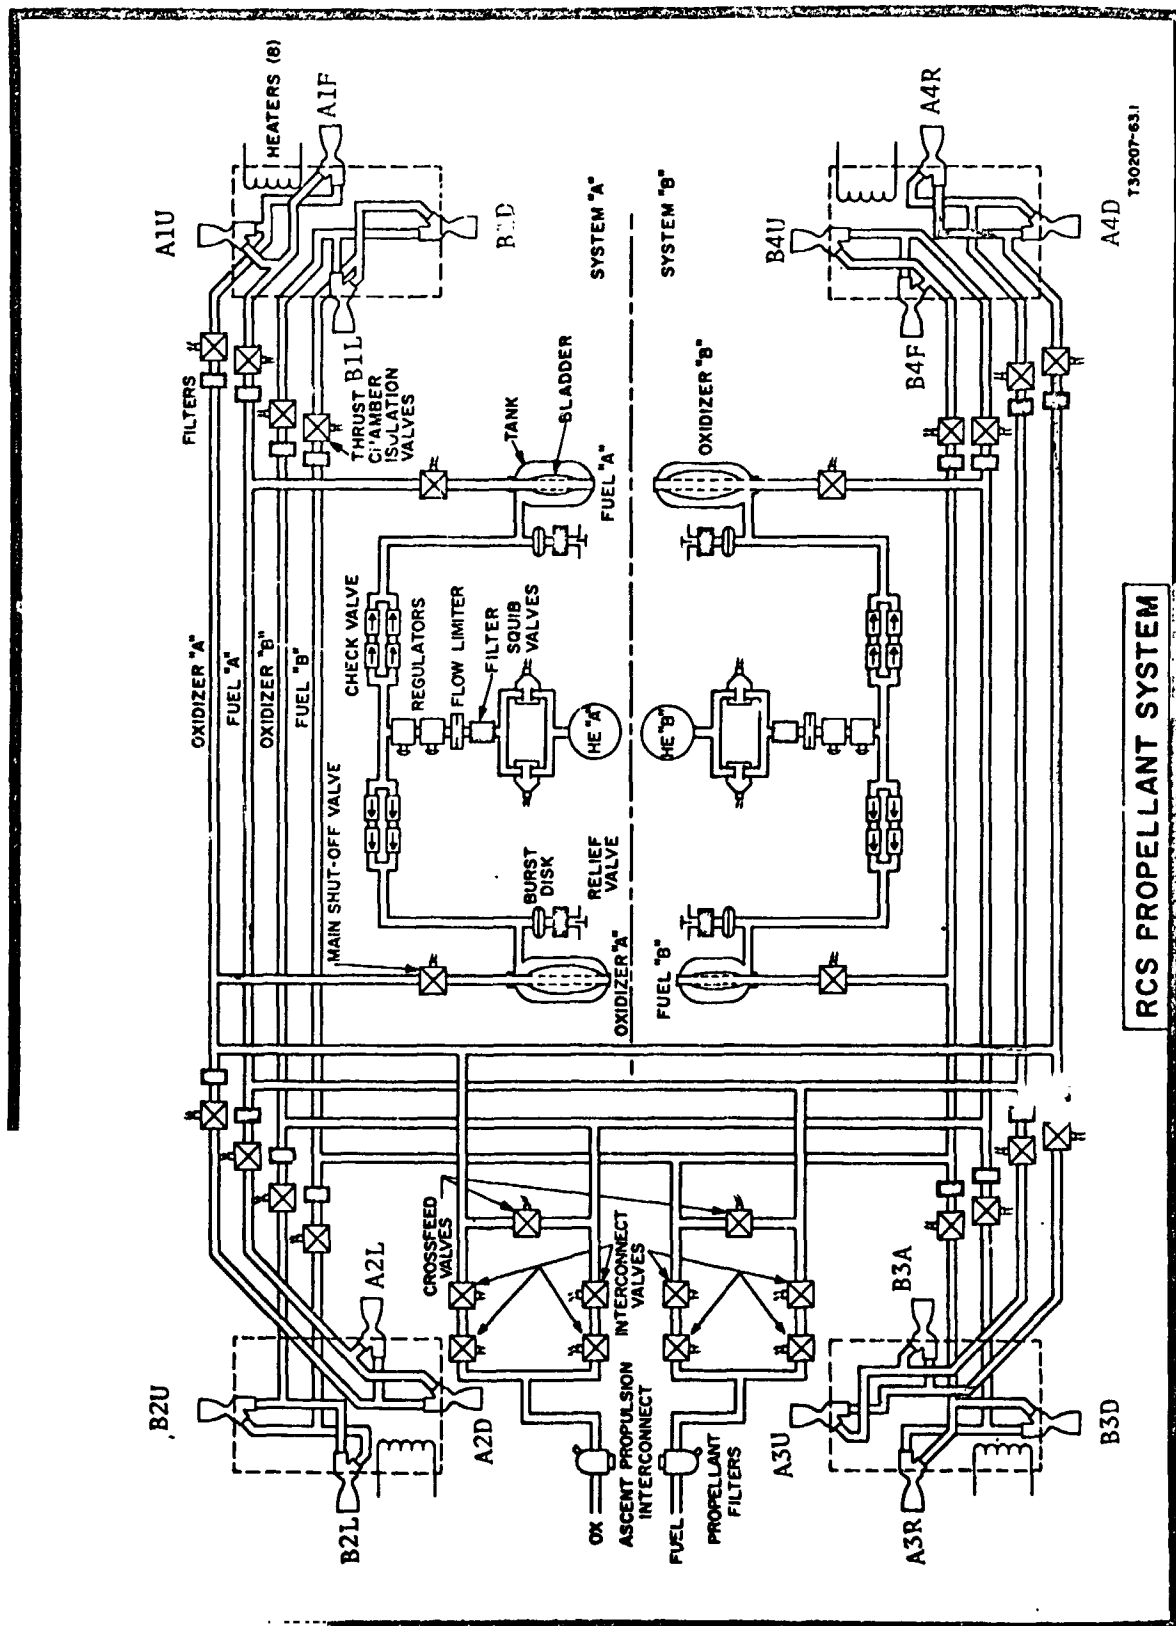 HEATERS (8)
A1F
A1U
B1L
FILTERS
THRUST
CHAMBER
ISOLATION
VALVES
TANK
BLADDER
FUEL "A"
SYSTEM "A"
SYSTEM "B"
OXIDIZER "B"
B4U
B4F
A4R
A4D
T30207-63.1
OXIDIZER "A"
FUEL "A"
OXIDIZER "B"
FUEL "B"
CHECK VALVE
REGULATORS
FLOW LIMITER
FILTER
SQUIB
VALVES
HE "A"
HE "B"
MAIN SHUT-OFF VALVE
BURST
DISK
RELIEF
VALVE
OXIDIZER "A"
FUEL "B"
CROSSFEED
VALVES
INTERCONNECT
VALVES
B2U
A2L
B2L
A2D
OX
ASCENT PROPULSION
INTERCONNECT
FUEL
PROPELLANT
FILTERS
A3U
B3A
A3R
B3D
RCS PROPELLANT SYSTEM